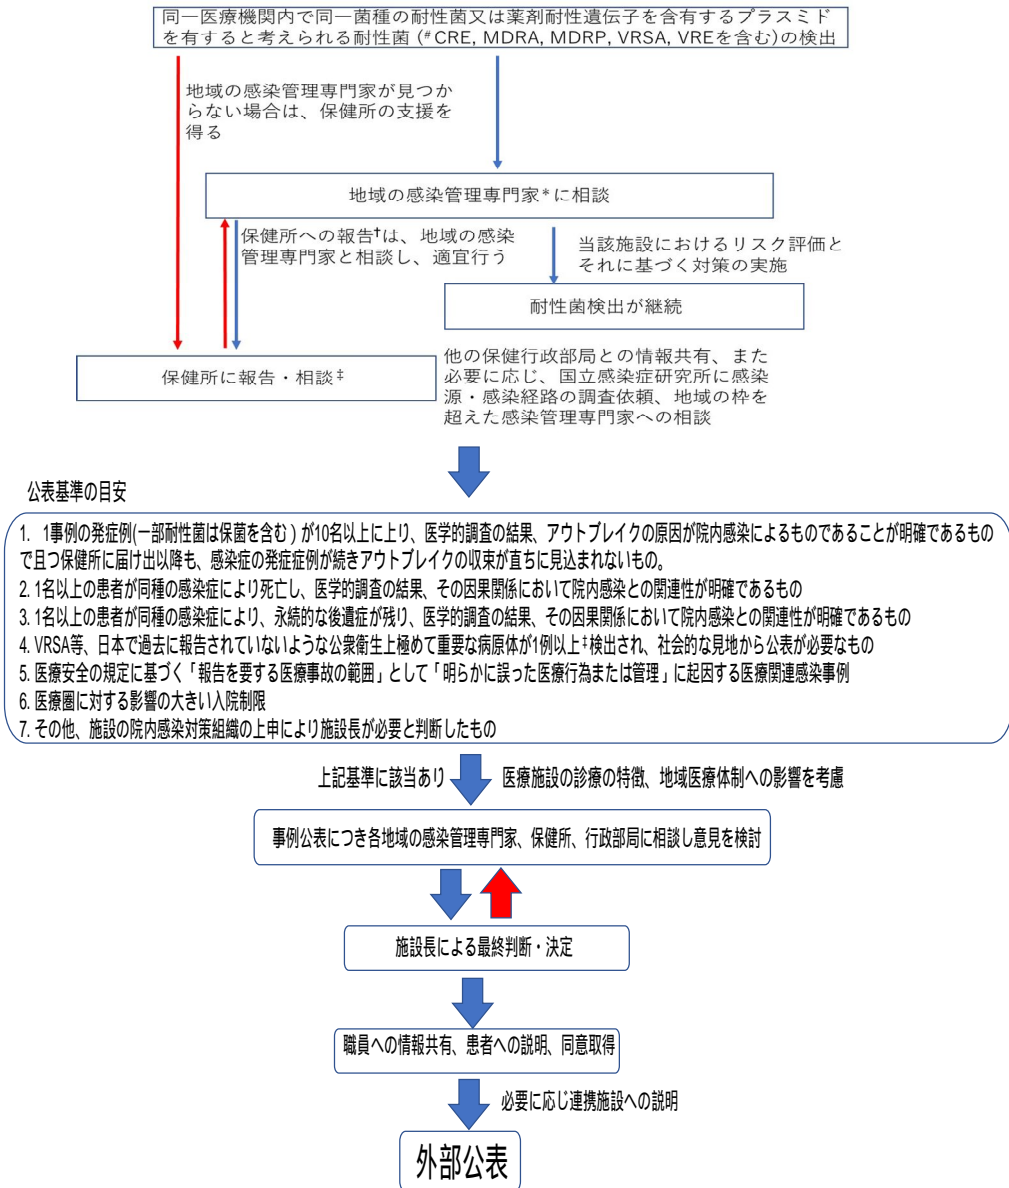 同一医療機関内で同一菌種の耐性菌又は薬剤耐性遺伝子を含有するプラスミド
を有すると考えられる耐性菌 (#CRE, MDRA, MDRP, VRSA, VREを含む)の検出
地域の感染管理専門家が見つか
らない場合は、保健所の支援を
得る
地域の感染管理専門家*に相談
保健所への報告†は、地域の感染
管理専門家と相談し、適宜行う
当該施設におけるリスク評価と
それに基づく対策の実施
耐性菌検出が継続
保健所に報告・相談‡
他の保健行政部局との情報共有、また
必要に応じ、国立感染症研究所に感染
源・感染経路の調査依頼、地域の枠を
超えた感染管理専門家への相談
公表基準の目安
1. 1事例の発症例(一部耐性菌は保菌を含む ) が10名以上に上り、医学的調査の結果、アウトブレイクの原因が院内感染によるものであることが明確であるもの
で且つ保健所に届け出以降も、感染症の発症症例が続きアウトブレイクの収束が直ちに見込まれないもの。
2. 1名以上の患者が同種の感染症により死亡し、医学的調査の結果、その因果関係において院内感染との関連性が明確であるもの
3. 1名以上の患者が同種の感染症により、永続的な後遺症が残り、医学的調査の結果、その因果関係において院内感染との関連性が明確であるもの
4. VRSA等、日本で過去に報告されていないような公衆衛生上極めて重要な病原体が1例以上‡検出され、社会的な見地から公表が必要なもの
5. 医療安全の規定に基づく「報告を要する医療事故の範囲」として「明らかに誤った医療行為または管理」に起因する医療関連感染事例
6. 医療圏に対する影響の大きい入院制限
7. その他、施設の院内感染対策組織の上申により施設長が必要と判断したもの
上記基準に該当あり
医療施設の診療の特徴、地域医療体制への影響を考慮
事例公表につき各地域の感染管理専門家、保健所、行政部局に相談し意見を検討
施設長による最終判断・決定
職員への情報共有、患者への説明、同意取得
必要に応じ連携施設への説明
外部公表